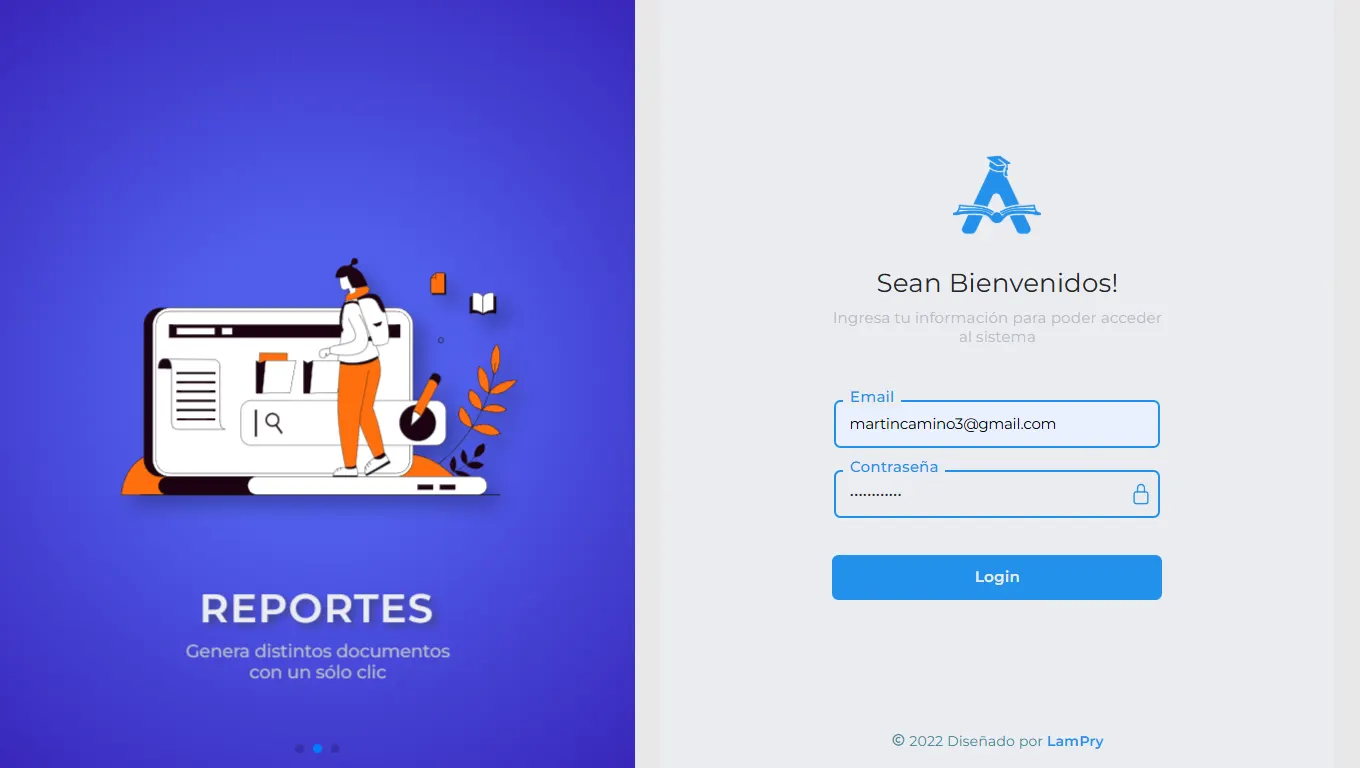 REPORTES
Genera distintos documentos
con un sólo clic
Sean Bienvenidos!
Ingresa tu información para poder acceder
al sistema
Email
martincamino3@gmail.com
Contraseña
············
Login
© 2022 Diseñado por LamPry